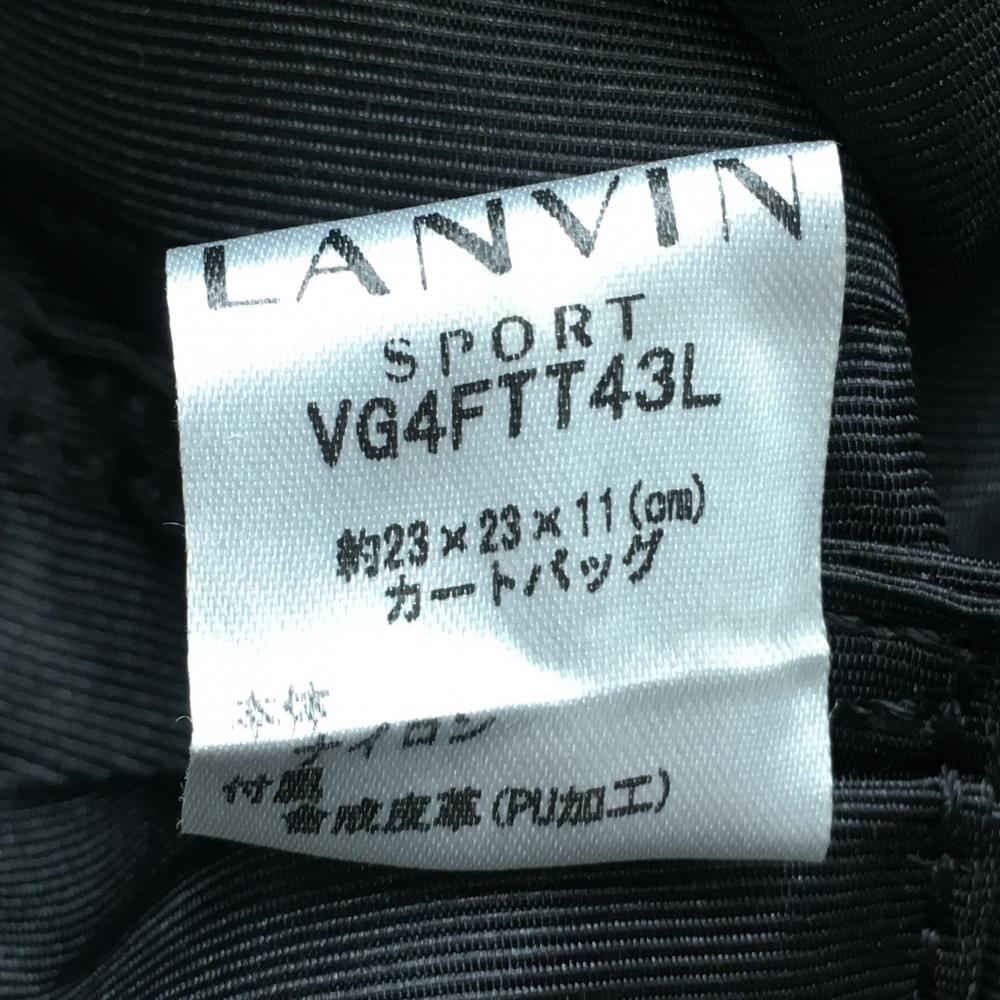 LANVIN
SPORT
VG4FTT43L
約23×23×11(cm)
カートバッグ
本体
ナイロン
付属
合成皮革(PU加工)